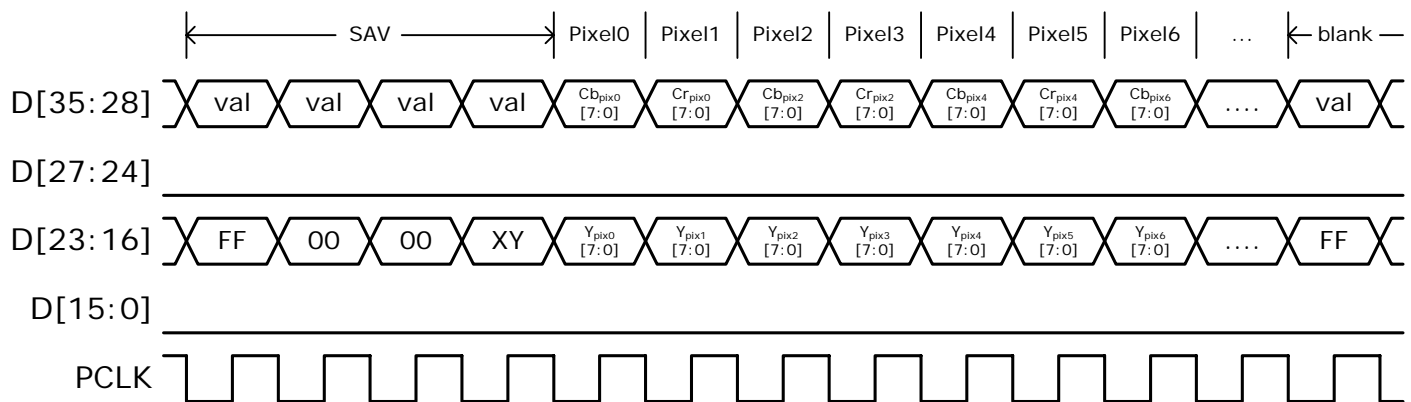 SAV Pixel0 Pixel1 Pixel2 Pixel3 Pixel4 Pixel5 Pixel6 ... blank
D[35:28] val val val val Cbpix0 [7:0] Crpix0 [7:0] Cbpix2 [7:0] Crpix2 [7:0] Cbpix4 [7:0] Crpix4 [7:0] Cbpix6 [7:0] .... val
D[27:24]
D[23:16] FF 00 00 XY Ypix0 [7:0] Ypix1 [7:0] Ypix2 [7:0] Ypix3 [7:0] Ypix4 [7:0] Ypix5 [7:0] Ypix6 [7:0] .... FF
D[15:0]
PCLK